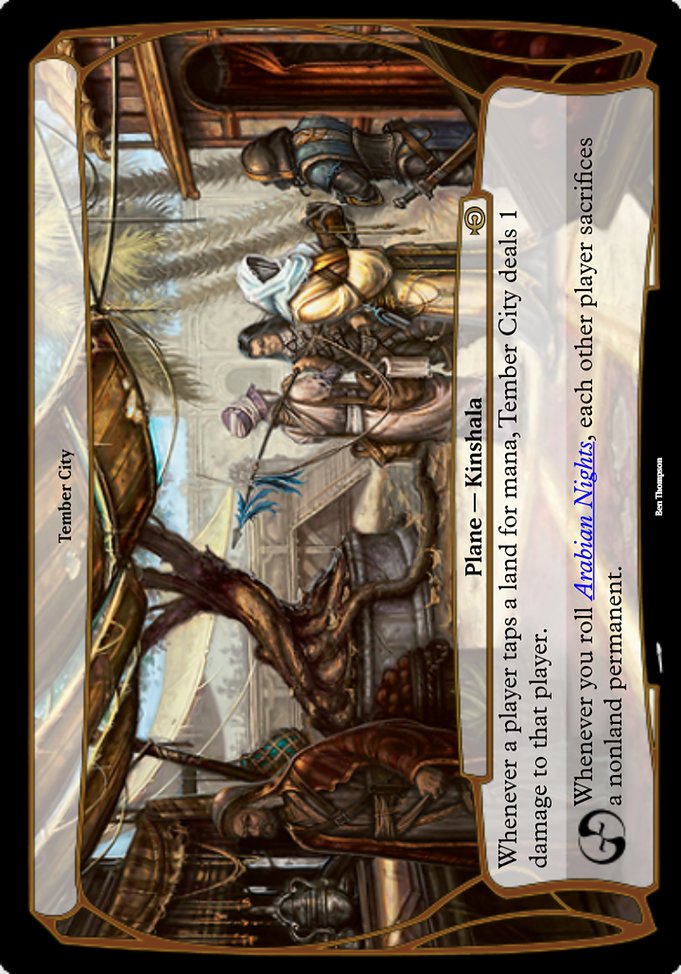 Tember City
Plane — Kinshala
Whenever a player taps a land for mana, Tember City deals 1
damage to that player.
Whenever you roll Arabian Nights, each other player sacrifices
a nonland permanent.
Ben Thompson